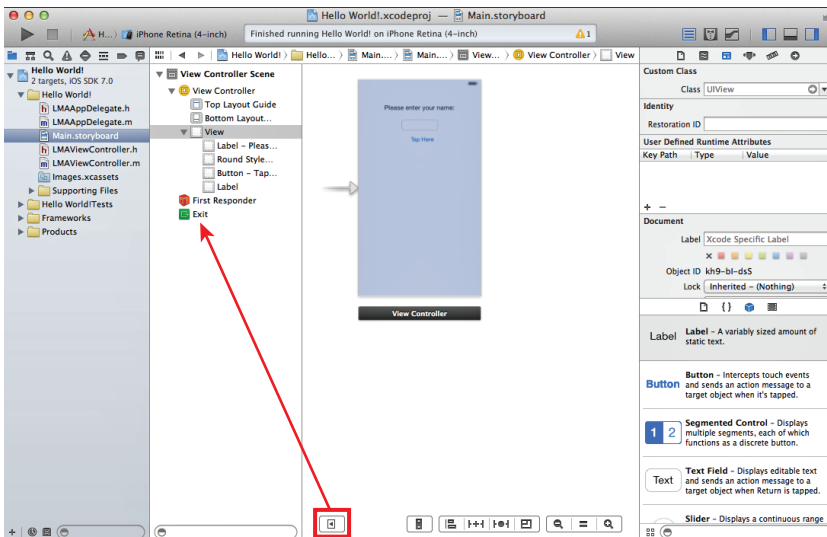 Hello World!.xcodeproj — Main.storyboard
H...) iPhone Retina (4-inch)
Finished running Hello World! on iPhone Retina (4-inch)
1
Hello World! Hello... Main.... Main.... View... View Controller View
Hello World!
2 targets, iOS SDK 7.0
Hello World!
LMAAppDelegate.h
LMAAppDelegate.m
Main.storyboard
LMAViewController.h
LMAViewController.m
Images.xcassets
Supporting Files
Hello World!Tests
Frameworks
Products
View Controller Scene
View Controller
Top Layout Guide
Bottom Layout...
View
Label – Pleas...
Round Style...
Button – Tap...
Label
First Responder
Exit
Please enter your name:
Tap Here
View Controller
Custom Class
Class UIView
Identity
Restoration ID
User Defined Runtime Attributes
Key Path Type Value
+ −
Document
Label Xcode Specific Label
Object ID kh9-bI-dsS
Lock Inherited – (Nothing)
{ }
Label
Label – A variably sized amount of
static text.
Button
Button – Intercepts touch events
and sends an action message to a
target object when it's tapped.
1 2
Segmented Control – Displays
multiple segments, each of which
functions as a discrete button.
Text
Text Field – Displays editable text
and sends an action message to a
target object when Return is tapped.
Slider – Displays a continuous range